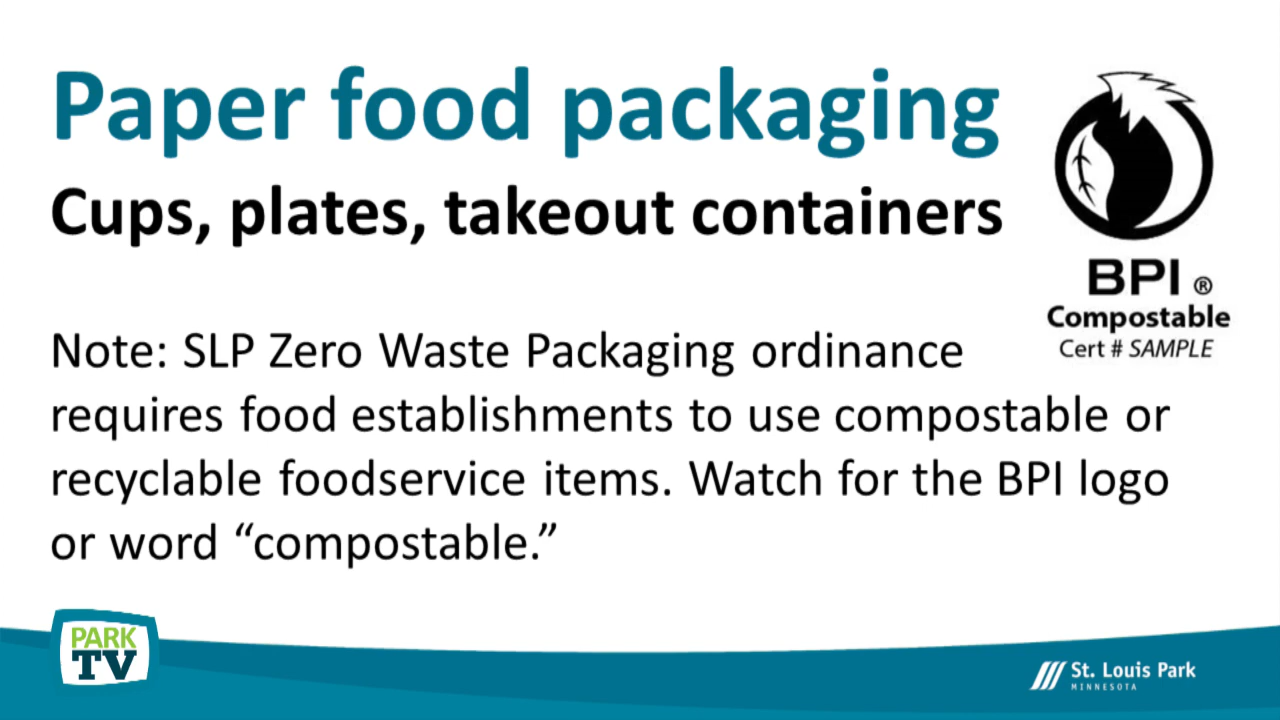 Paper food packaging
Cups, plates, takeout containers
BPI ®
Compostable
Cert # SAMPLE
Note: SLP Zero Waste Packaging ordinance
requires food establishments to use compostable or
recyclable foodservice items. Watch for the BPI logo
or word “compostable.”
PARK
TV
St. Louis Park
MINNESOTA